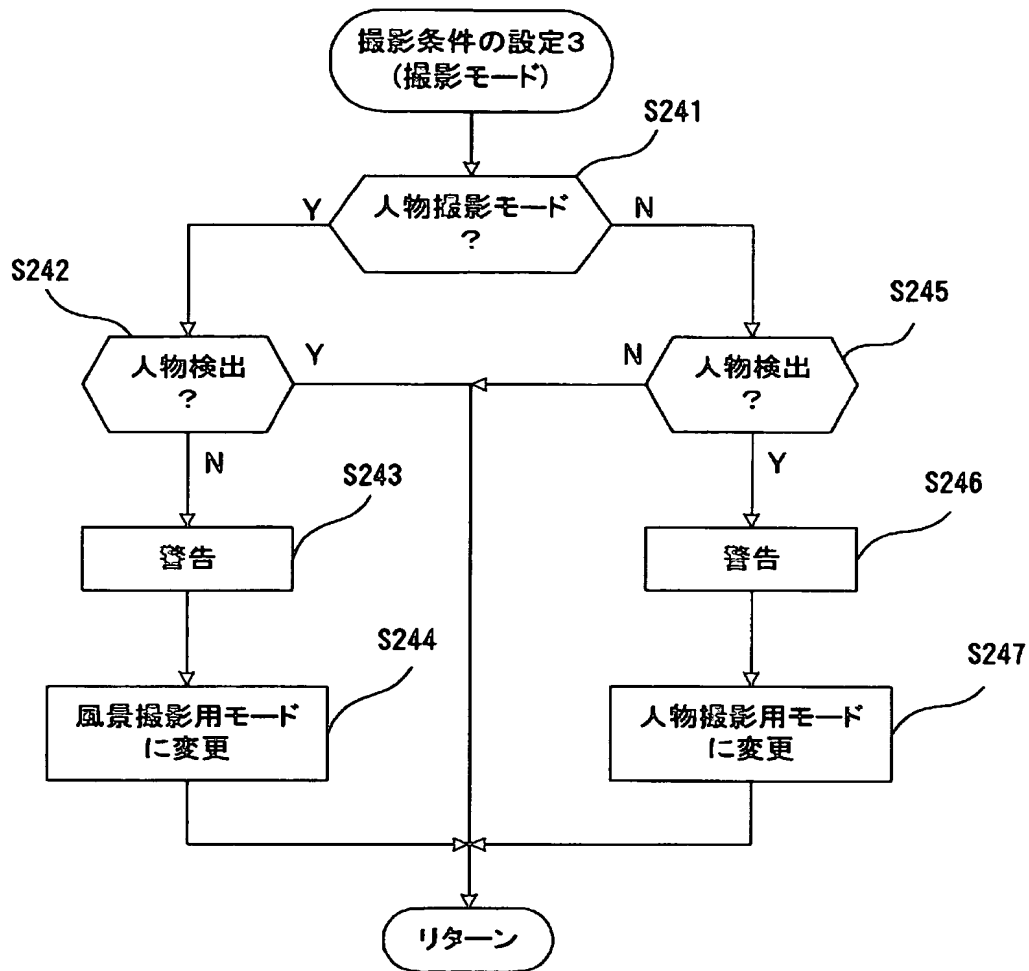 撮影条件の設定3
(撮影モード)
S241
人物撮影モード
?
Y
N
S242
人物検出
?
Y
N
S245
人物検出
?
N
Y
S243
警告
S246
警告
S244
風景撮影用モード
に変更
S247
人物撮影用モード
に変更
リターン